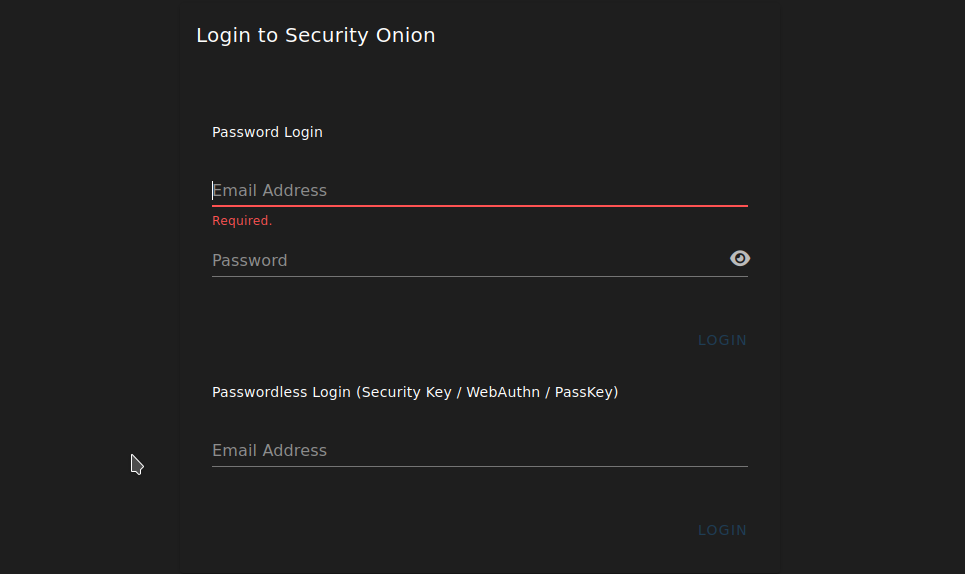 Login to Security Onion
Password Login
Email Address
Required.
Password
LOGIN
Passwordless Login (Security Key / WebAuthn / PassKey)
Email Address
LOGIN